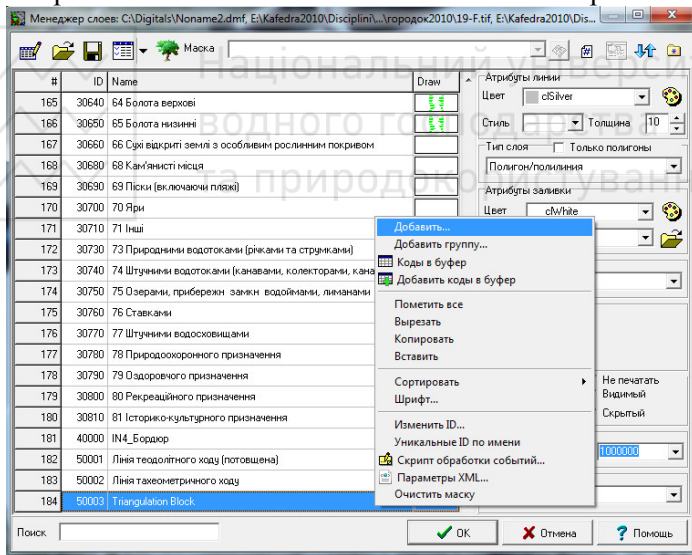 Менеджер слоев: C:\Digitals\Noname2.dmf, E:\Kafedra2010\Disciplini\...\городок2010\19-F.tif, E:\Kafedra2010\Dis...
Маска
Національний універси
водного господарства
та природокористуванн
# ID Name Draw
165 30640 64 Болота верхові
166 30650 65 Болота низинні
167 30660 66 Сухі відкриті землі з особливим рослинним покривом
168 30680 68 Кам'янисті місця
169 30690 69 Піски (включаючи пляжі)
170 30700 70 Яри
171 30710 71 Інші
172 30730 73 Природними водотоками (річками та струмками)
173 30740 74 Штучними водотоками (канавами, колекторами, кана
174 30750 75 Озерами, прибережн замкн водоймами, лиманами
175 30760 76 Ставками
176 30770 77 Штучними водосховищами
177 30780 78 Природоохоронного призначення
178 30790 79 Оздоровчого призначення
179 30800 80 Рекреаційного призначення
180 30810 81 Історико-культурного призначення
181 40000 IN4_Бордюр
182 50001 Лінія теодолітного ходу (потовщена)
183 50002 Лінія тахеометричного ходу
184 50003 Triangulation Block
Добавить...
Добавить группу...
Коды в буфер
Добавить коды в буфер
Пометить все
Вырезать
Копировать
Вставить
Сортировать
Шрифт...
Изменить ID...
Уникальные ID по имени
Скрипт обработки событий...
Параметры XML...
Очистить маску
Атрибуты линии
Цвет clSilver
Стиль Толщина 10
Тип слоя Только полигоны
Полигон/полилиния
Атрибуты заливки
Цвет clWhite
Не печатать
Видимый
Скрытый
1000000
Поиск
OK Отмена Помощь